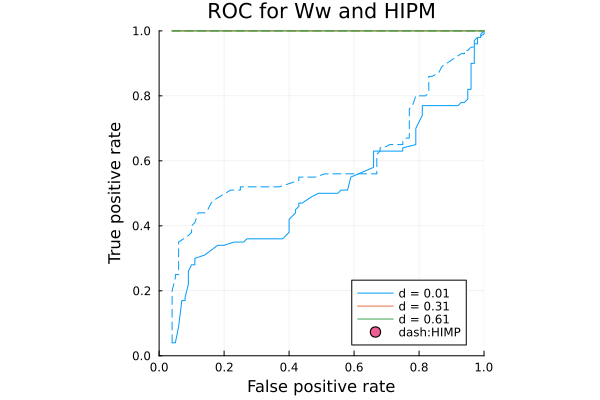 ROC for Ww and HIPM
True positive rate
1.0
0.8
0.6
0.4
0.2
0.0
d = 0.01
d = 0.31
d = 0.61
dash:HIMP
0.0 0.2 0.4 0.6 0.8 1.0
False positive rate